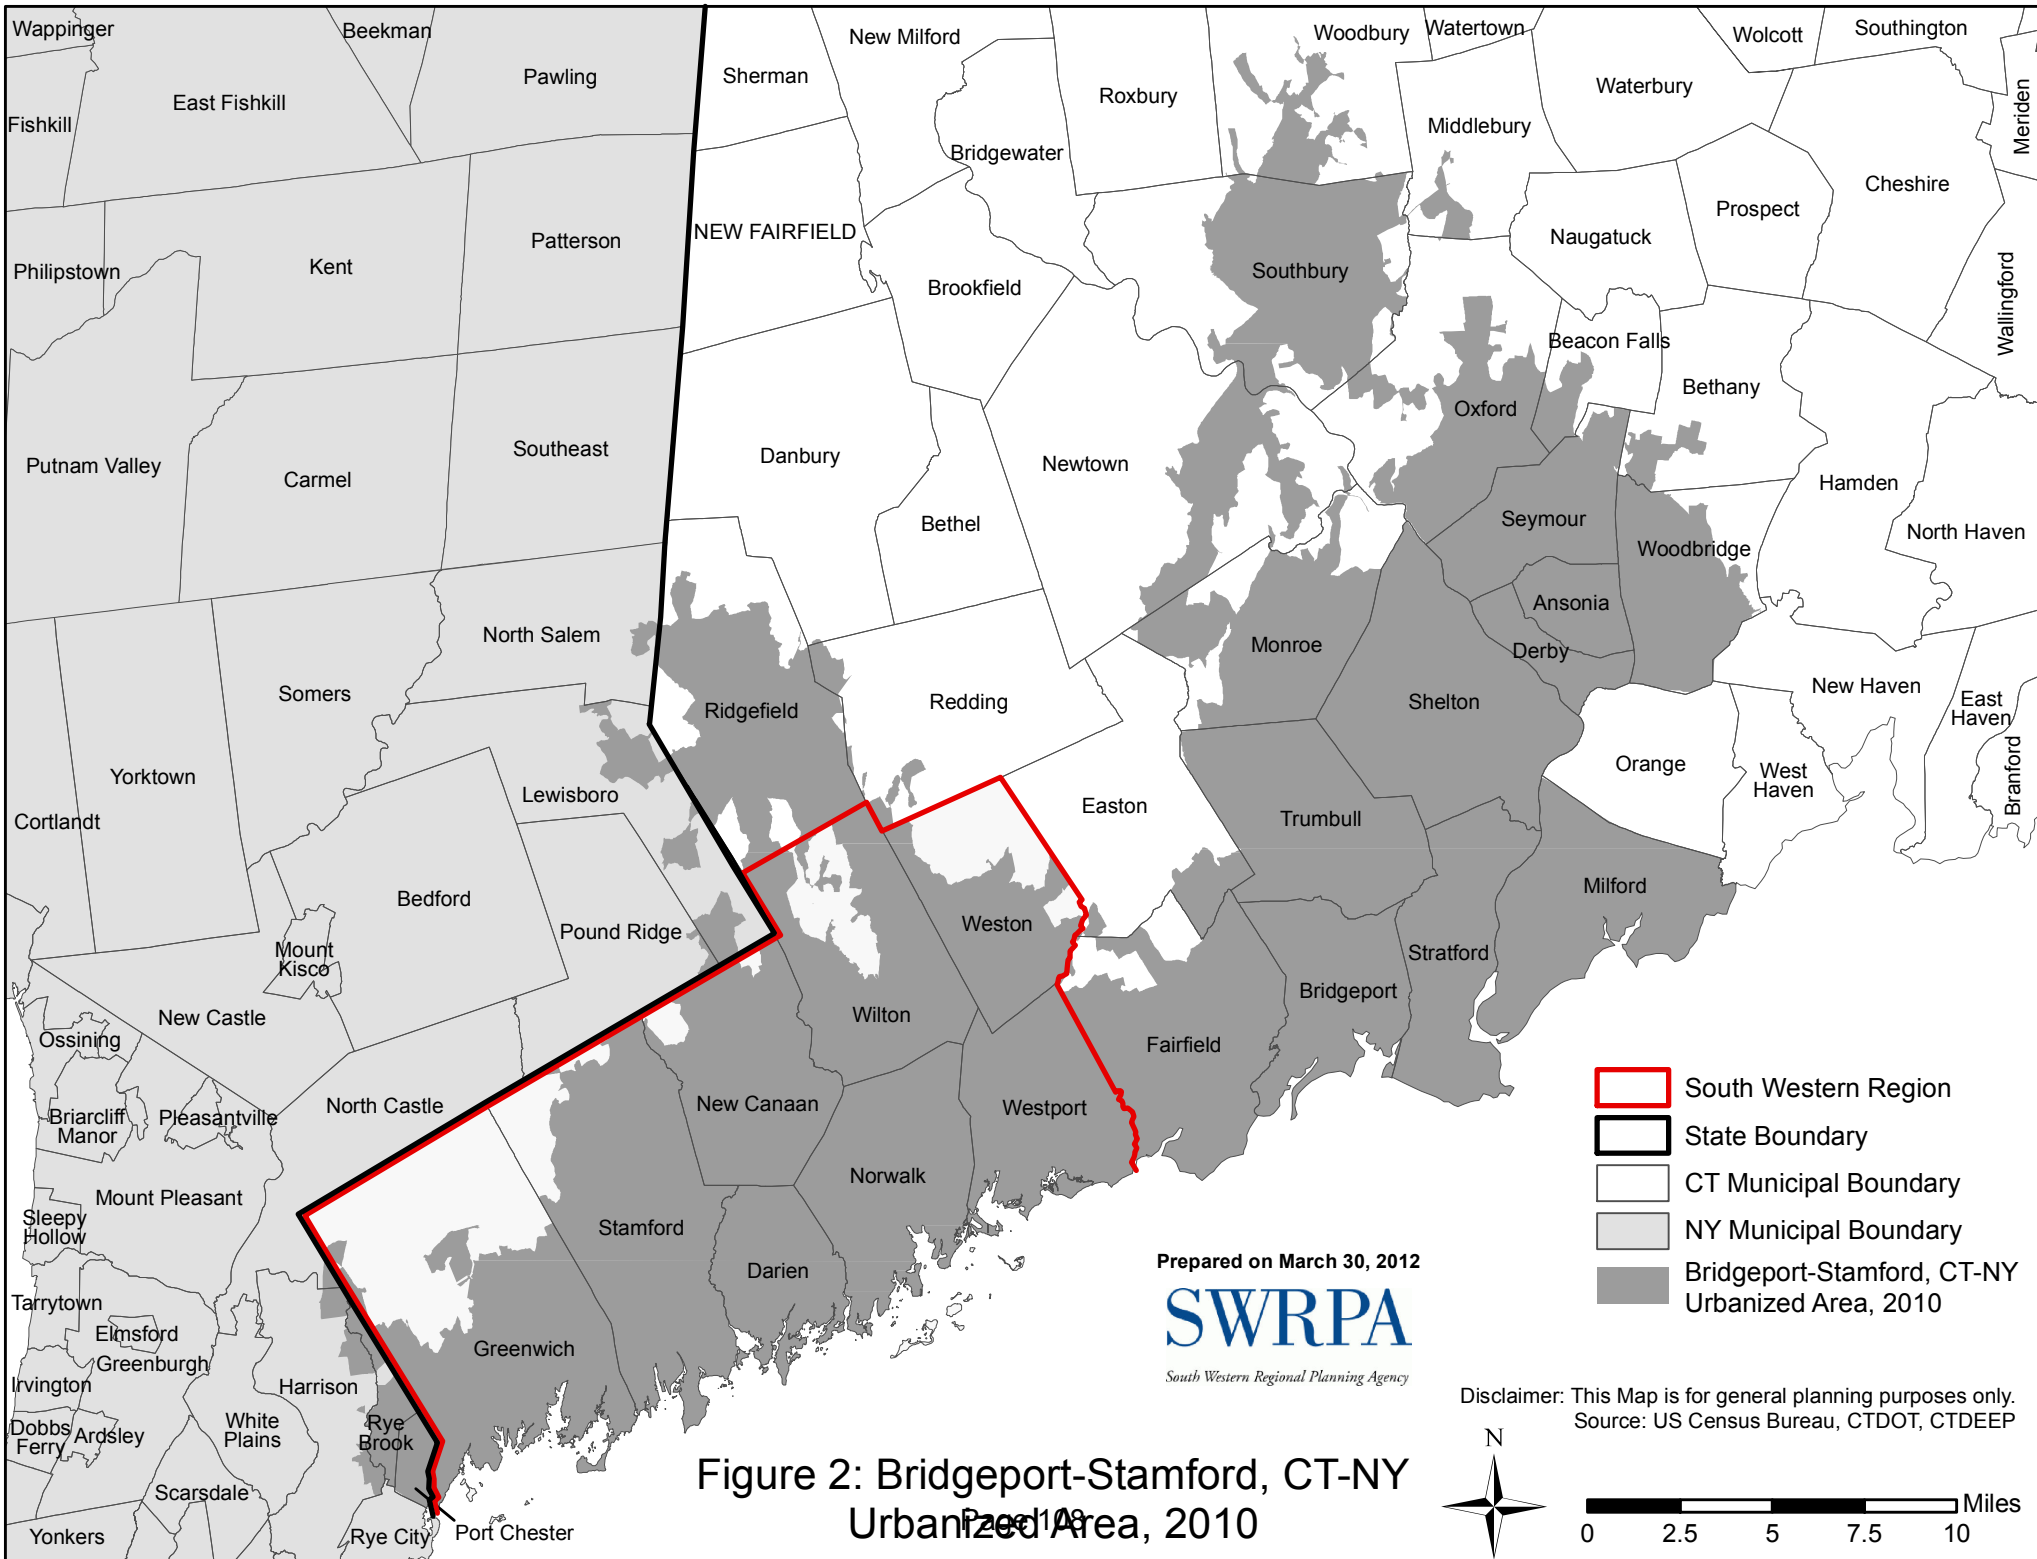 Wappinger
Beekman
Pawling
East Fishkill
Fishkill
Sherman
New Milford
Roxbury
Woodbury
Watertown
Wolcott
Southington
Waterbury
Middlebury
Meriden
Bridgewater
Cheshire
Prospect
Naugatuck
Philipstown
Kent
Patterson
NEW FAIRFIELD
Brookfield
Southbury
Wallingford
Beacon Falls
Bethany
Oxford
Putnam Valley
Carmel
Southeast
Danbury
Newtown
Bethel
Hamden
North Haven
Seymour
Woodbridge
Ansonia
Derby
North Salem
Somers
Monroe
Ridgefield
Redding
Shelton
New Haven
East
Haven
Branford
Yorktown
Cortlandt
Lewisboro
Easton
Trumbull
Orange
West
Haven
Bedford
Pound Ridge
Mount
Kisco
Weston
Milford
Stratford
Bridgeport
New Castle
Ossining
Wilton
Fairfield
Briarcliff
Manor
Pleasantville
North Castle
New Canaan
Westport
Norwalk
Mount Pleasant
Sleepy
Hollow
Stamford
Darien
Tarrytown
Elmsford
Greenburgh
Greenwich
Irvington
Harrison
Dobbs
Ferry
Ardsley
White
Plains
Rye
Brook
Scarsdale
Yonkers
Rye City
Port Chester
South Western Region
State Boundary
CT Municipal Boundary
NY Municipal Boundary
Bridgeport-Stamford, CT-NY
Urbanized Area, 2010
Prepared on March 30, 2012
SWRPA
South Western Regional Planning Agency
Disclaimer: This Map is for general planning purposes only.
Source: US Census Bureau, CTDOT, CTDEEP
N
Miles
0 2.5 5 7.5 10
Figure 2: Bridgeport-Stamford, CT-NY
Urbanized Area, 2010
Page 108